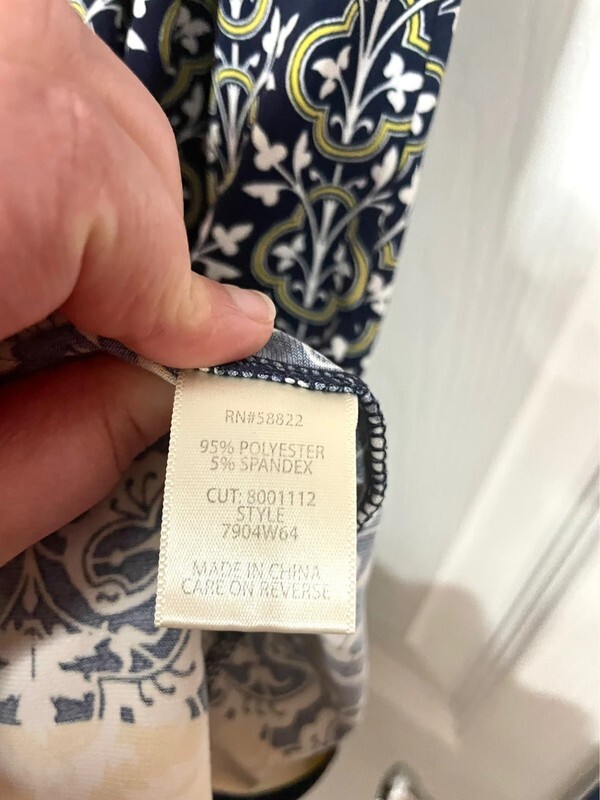 RN#58822
95% POLYESTER
5% SPANDEX
CUT: 8001112
STYLE
7904W64
MADE IN CHINA
CARE ON REVERSE